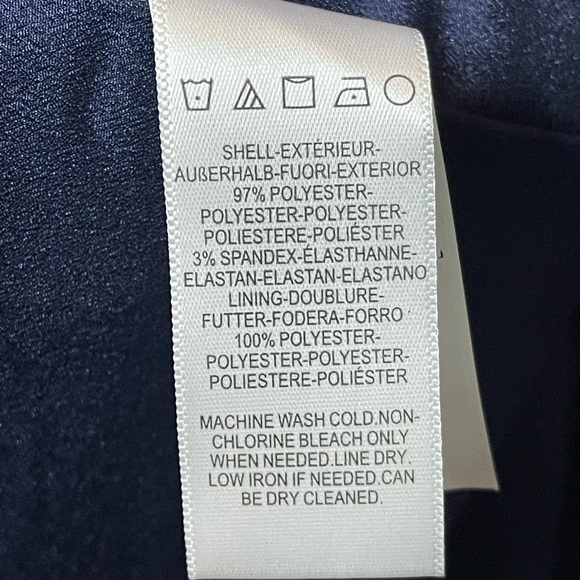 SHELL-EXTÉRIEUR-
AUßERHALB-FUORI-EXTERIOR
97% POLYESTER-
POLYESTER-POLYESTER-
POLIESTERE-POLIÉSTER
3% SPANDEX-ÉLASTHANNE-
ELASTAN-ELASTAN-ELASTANO
LINING-DOUBLURE-
FUTTER-FODERA-FORRO
100% POLYESTER-
POLYESTER-POLYESTER-
POLIESTERE-POLIÉSTER
MACHINE WASH COLD.NON-
CHLORINE BLEACH ONLY
WHEN NEEDED.LINE DRY.
LOW IRON IF NEEDED.CAN
BE DRY CLEANED.